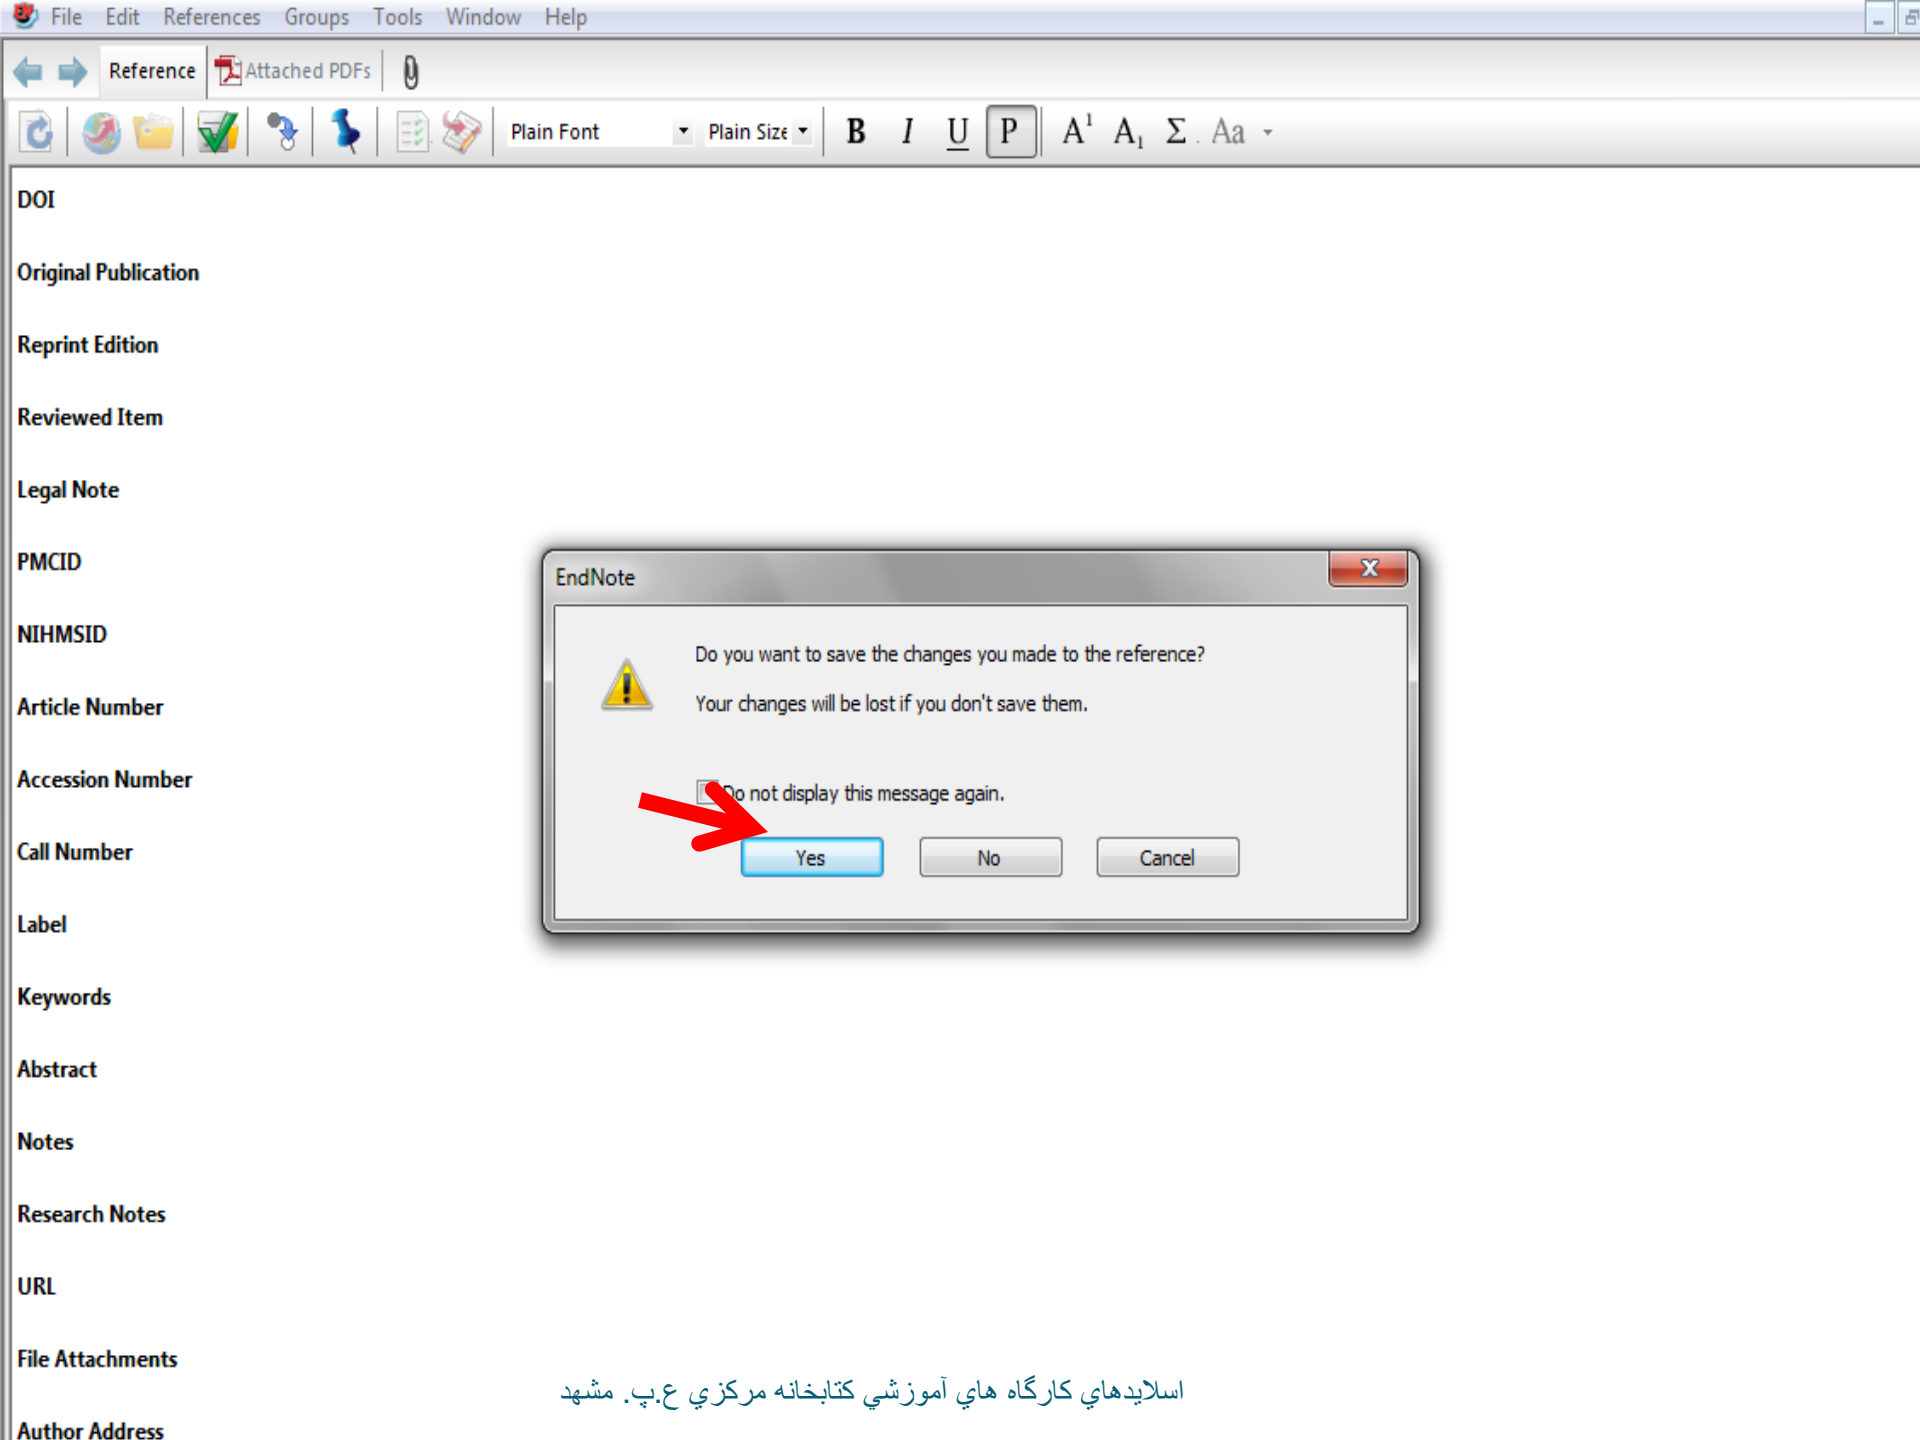 File Edit References Groups Tools Window Help
Reference Attached PDFs
Plain Font Plain Size B I U P A¹ A₁ Σ Aa
DOI
Original Publication
Reprint Edition
Reviewed Item
Legal Note
PMCID
NIHMSID
Article Number
Accession Number
Call Number
Label
Keywords
Abstract
Notes
Research Notes
URL
File Attachments
Author Address
EndNote
Do you want to save the changes you made to the reference?
Your changes will be lost if you don't save them.
Do not display this message again.
Yes No Cancel
اسلايدهاي كارگاه هاي آموزشي كتابخانه مركزي ع.پ. مشهد